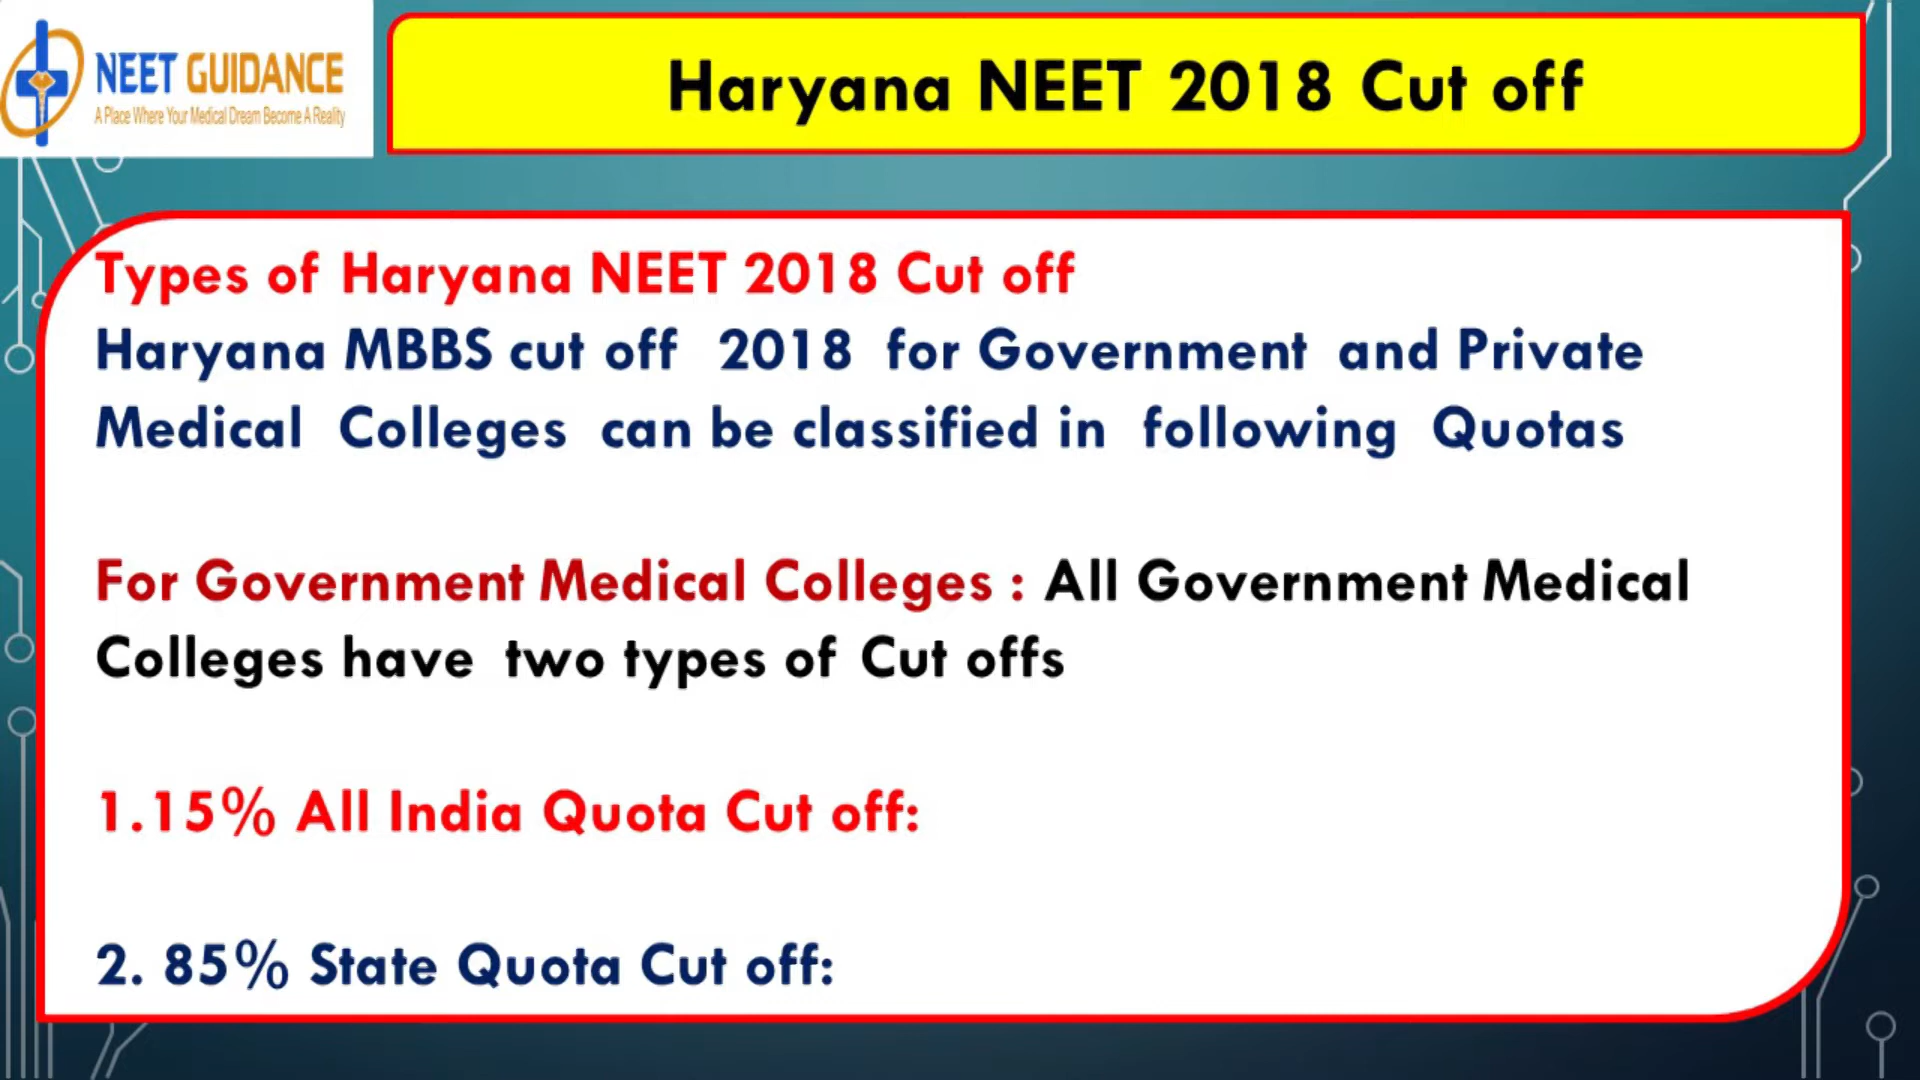 NEET GUIDANCE
A Place Where Your Medical Dream Become A Reality
Haryana NEET 2018 Cut off
Types of Haryana NEET 2018 Cut off
Haryana MBBS cut off 2018 for Government and Private
Medical Colleges can be classified in following Quotas
For Government Medical Colleges : All Government Medical
Colleges have two types of Cut offs
1.15% All India Quota Cut off:
2. 85% State Quota Cut off: